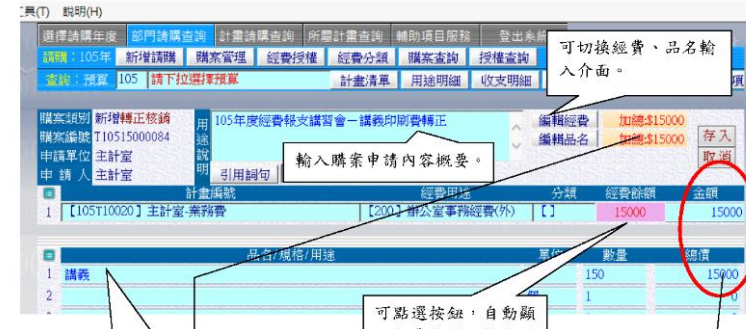 工具(T) 說明(H)
選擇請購年度 部門請購查詢 計畫請購查詢 所屬計畫查詢 輔助項目服務 登出系統
請購：105年 新增請購 購案管理 經費授權 經費分類 購案查詢 授權查詢
查詢：預算 105 請下拉選擇預算 計畫清單 用途明細 收支明細 項
可切換經費、品名輸
入介面。
購案類別 新增轉正核銷
購案編號 T10515000084
申請單位 主計室
申 請 人 主計室
用途說明
105年度經費報支講習會－講義印刷費轉正
引用詞句
輸入購案申請內容概要。
編輯經費 加總:$15000
編輯品名 加總:$15000
存入
取消
計畫編號 經費用途 分類 經費餘額 金額
1 【105T10020】主計室-業務費 【200】辦公室事務經費(外) 【】 15000 15000
品名/規格/用途 單位 數量 總價
1 講義 150 15000
2 個 1 0
可點選按鈕，自動顯